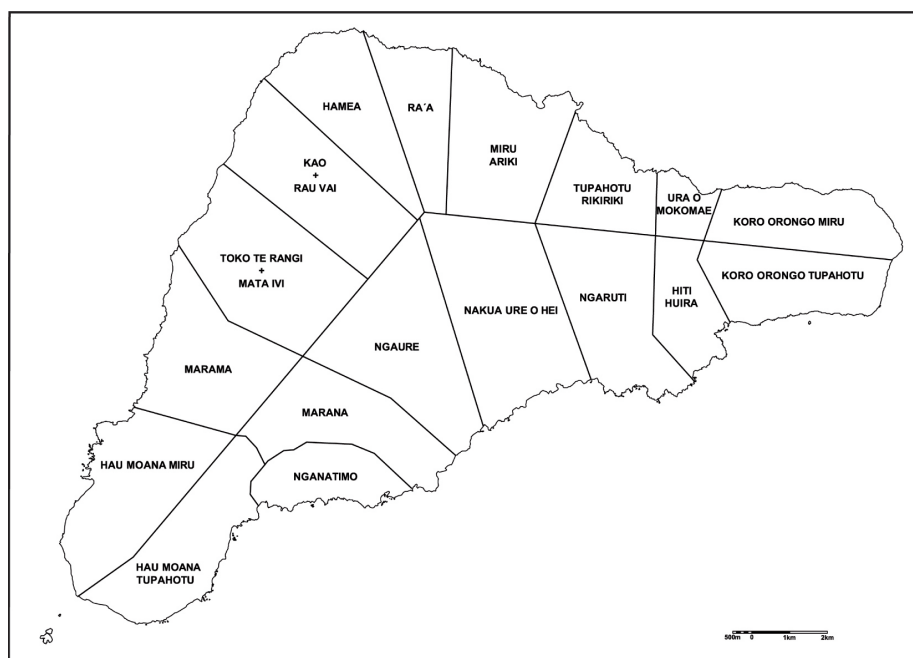 HAMEA
RA´A
MIRU
ARIKI
KAO
+
RAU VAI
TUPAHOTU
RIKIRIKI
URA O
MOKOMAE
KORO ORONGO MIRU
TOKO TE RANGI
+
MATA IVI
KORO ORONGO TUPAHOTU
NAKUA URE O HEI
NGARUTI
HITI
HUIRA
NGAURE
MARAMA
MARANA
HAU MOANA MIRU
NGANATIMO
HAU MOANA
TUPAHOTU
500m 0 1km 2km